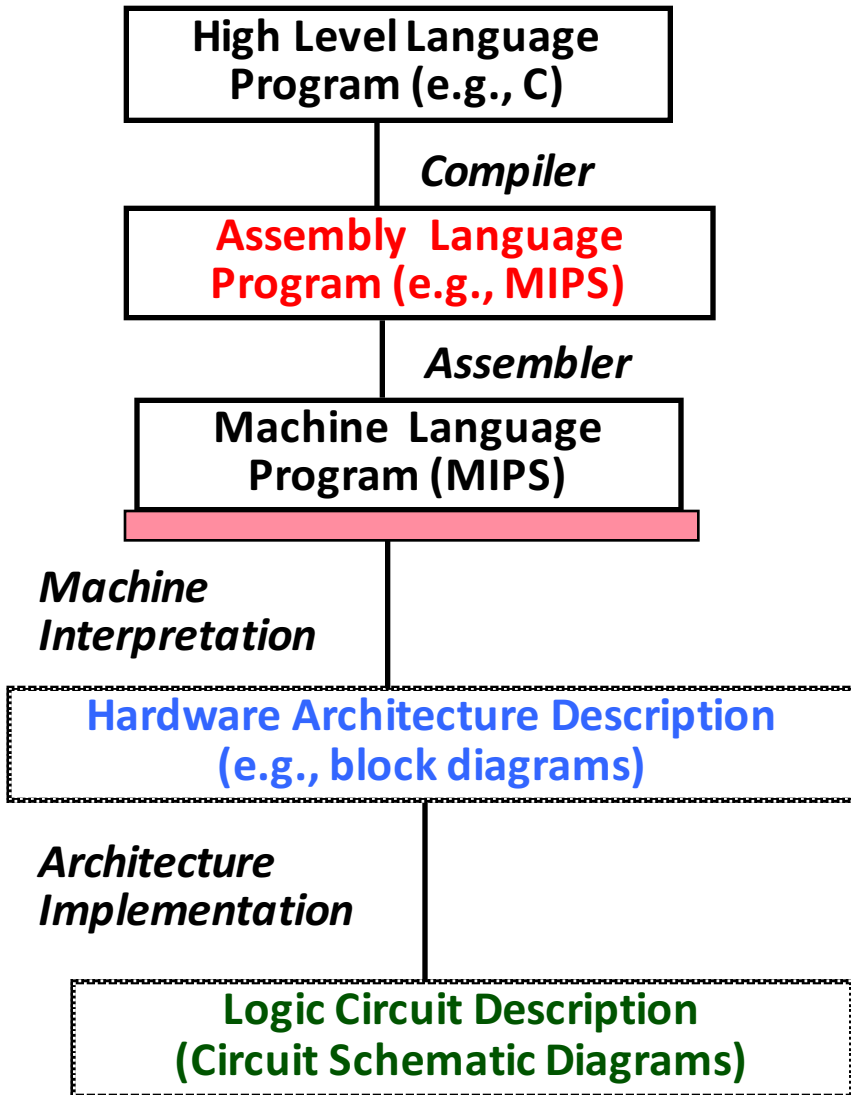 High Level Language
Program (e.g., C)
Compiler
Assembly Language
Program (e.g., MIPS)
Assembler
Machine Language
Program (MIPS)
Machine
Interpretation
Hardware Architecture Description
(e.g., block diagrams)
Architecture
Implementation
Logic Circuit Description
(Circuit Schematic Diagrams)